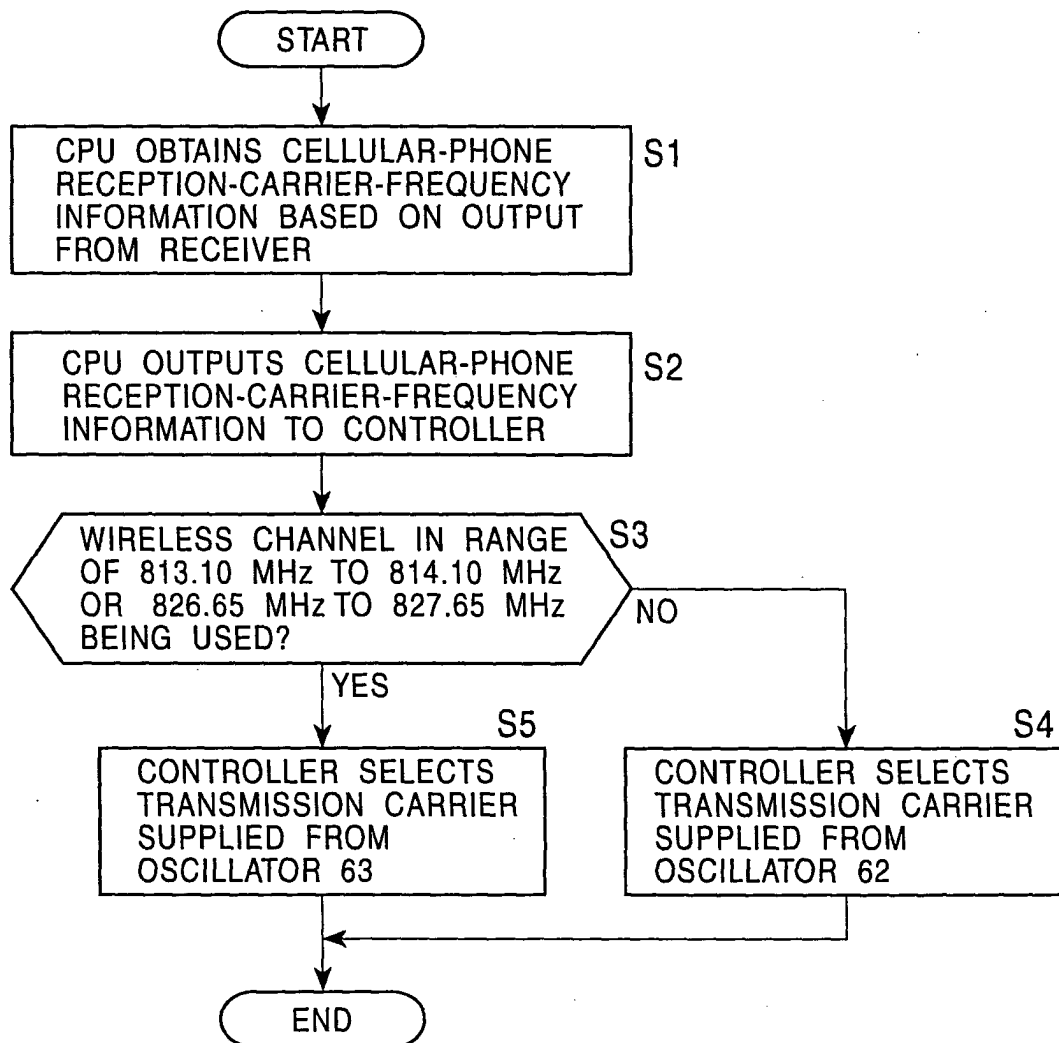 START
CPU OBTAINS CELLULAR-PHONE
RECEPTION-CARRIER-FREQUENCY
INFORMATION BASED ON OUTPUT
FROM RECEIVER
S1
CPU OUTPUTS CELLULAR-PHONE
RECEPTION-CARRIER-FREQUENCY
INFORMATION TO CONTROLLER
S2
WIRELESS CHANNEL IN RANGE
OF 813.10 MHz TO 814.10 MHz
OR 826.65 MHz TO 827.65 MHz
BEING USED?
S3
NO
YES
S5
CONTROLLER SELECTS
TRANSMISSION CARRIER
SUPPLIED FROM
OSCILLATOR 63
S4
CONTROLLER SELECTS
TRANSMISSION CARRIER
SUPPLIED FROM
OSCILLATOR 62
END